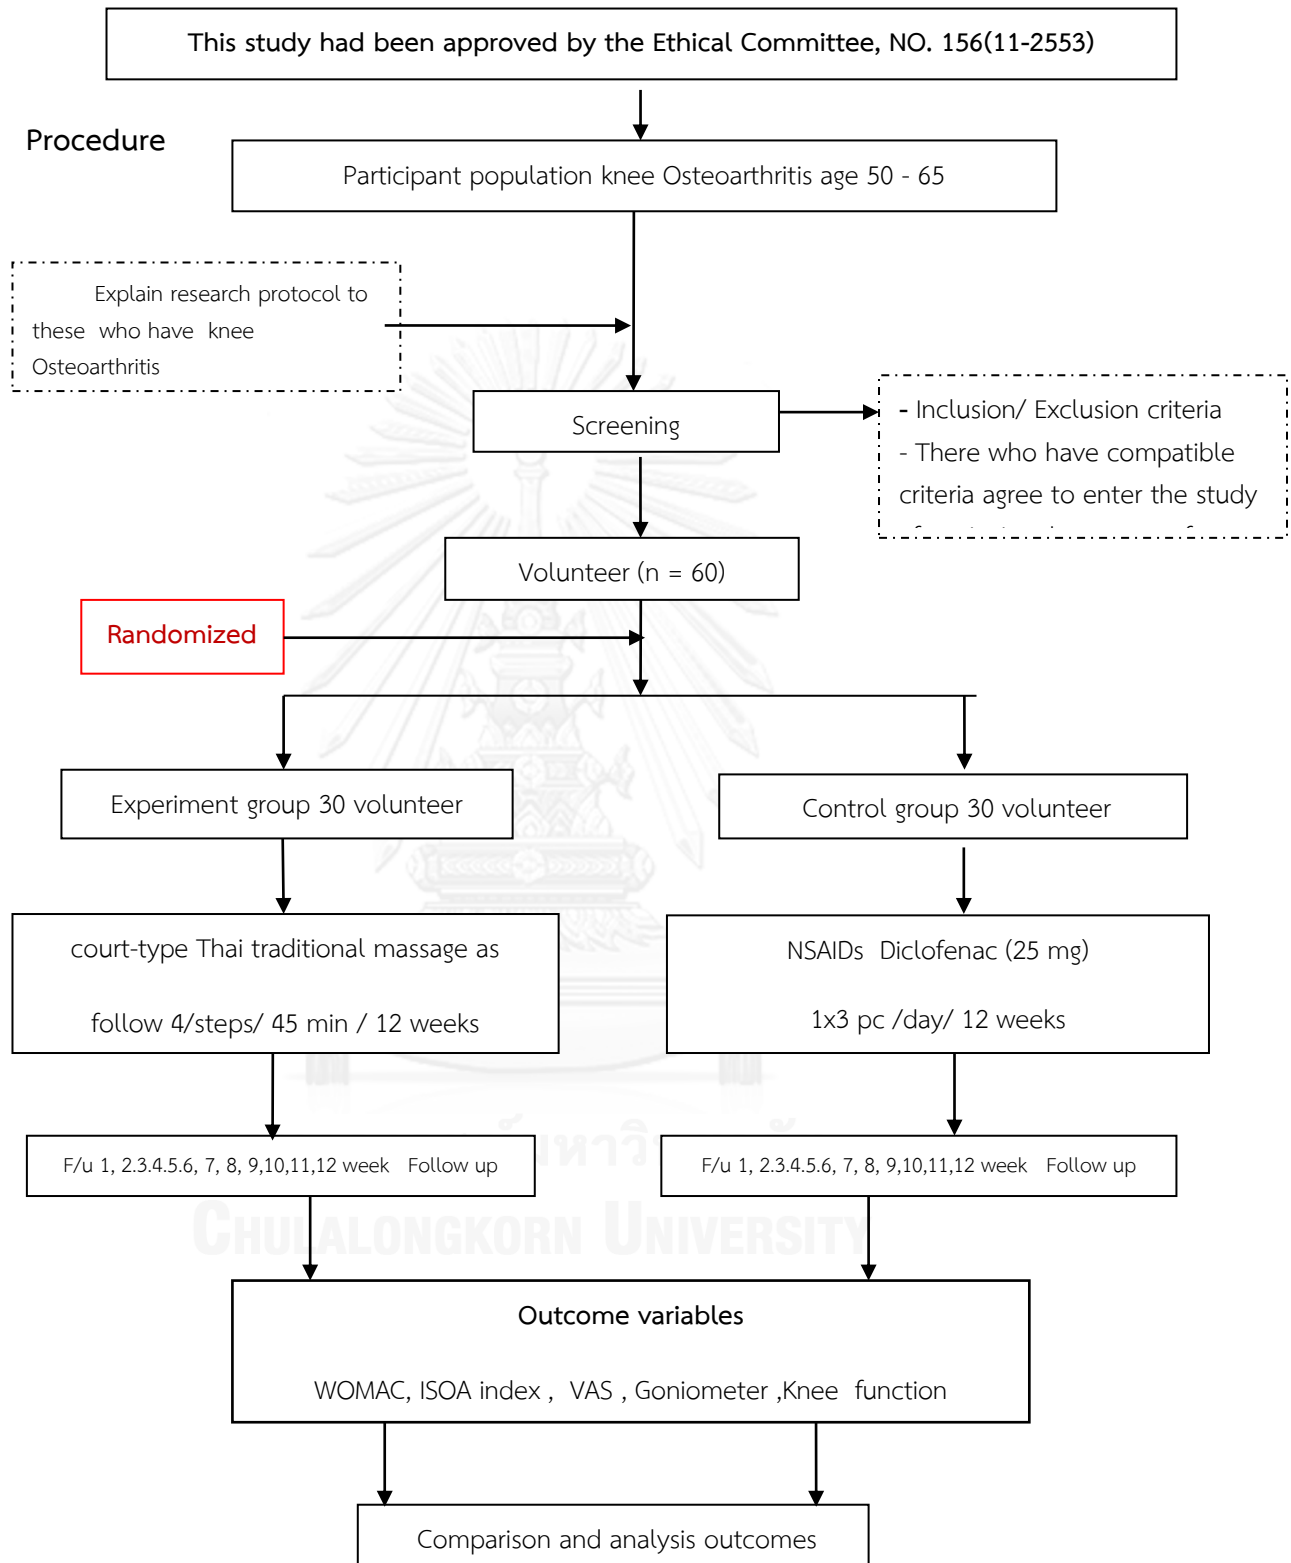 This study had been approved by the Ethical Committee, NO. 156(11-2553)
Procedure
Participant population knee Osteoarthritis age 50 - 65
Explain research protocol to
these who have knee
Osteoarthritis
Screening
- Inclusion/ Exclusion criteria
- There who have compatible
criteria agree to enter the study
Volunteer (n = 60)
Randomized
Experiment group 30 volunteer
Control group 30 volunteer
court-type Thai traditional massage as
follow 4/steps/ 45 min / 12 weeks
NSAIDs Diclofenac (25 mg)
1x3 pc /day/ 12 weeks
F/u 1, 2.3.4.5.6, 7, 8, 9,10,11,12 week Follow up
F/u 1, 2.3.4.5.6, 7, 8, 9,10,11,12 week Follow up
CHULALONGKORN UNIVERSITY
Outcome variables
WOMAC, ISOA index , VAS , Goniometer ,Knee function
Comparison and analysis outcomes